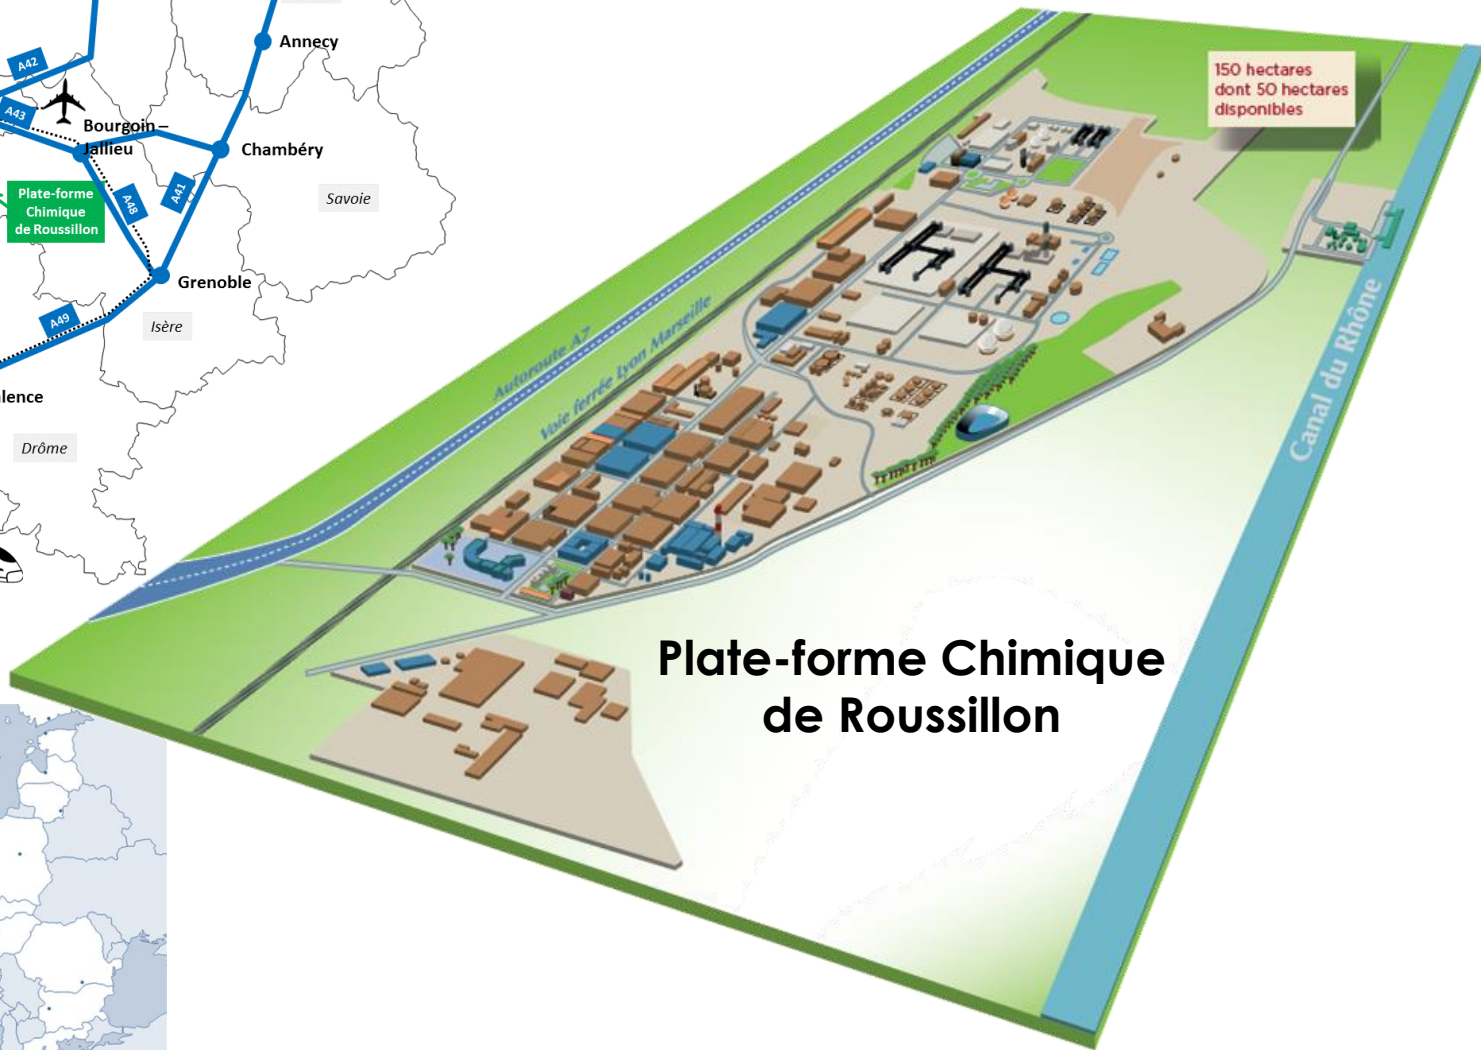 Annecy
A42
A43
Bourgoin –
Jallieu
Chambéry
A41
A48
Savoie
Plate-forme
Chimique
de Roussillon
Grenoble
Isère
A49
lence
Drôme
150 hectares
dont 50 hectares
disponibles
Autoroute A7
Voie ferrée Lyon Marseille
Canal du Rhône
Plate-forme Chimique
de Roussillon